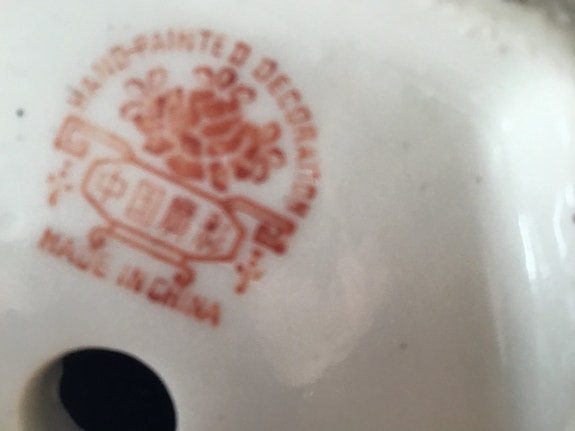 HAND-PAINTED DECORATION
中国
MADE IN CHINA